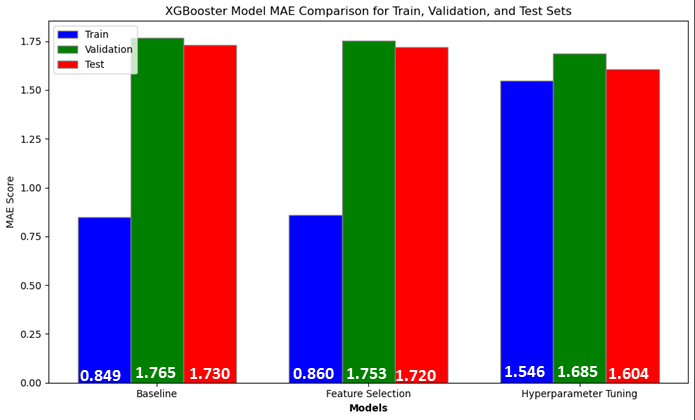 XGBooster Model MAE Comparison for Train, Validation, and Test Sets
Train
Validation
Test
MAE Score
1.75
1.50
1.25
1.00
0.75
0.50
0.25
0.00
0.849 1.765 1.730 0.860 1.753 1.720 1.546 1.685 1.604
Baseline Feature Selection Hyperparameter Tuning
Models